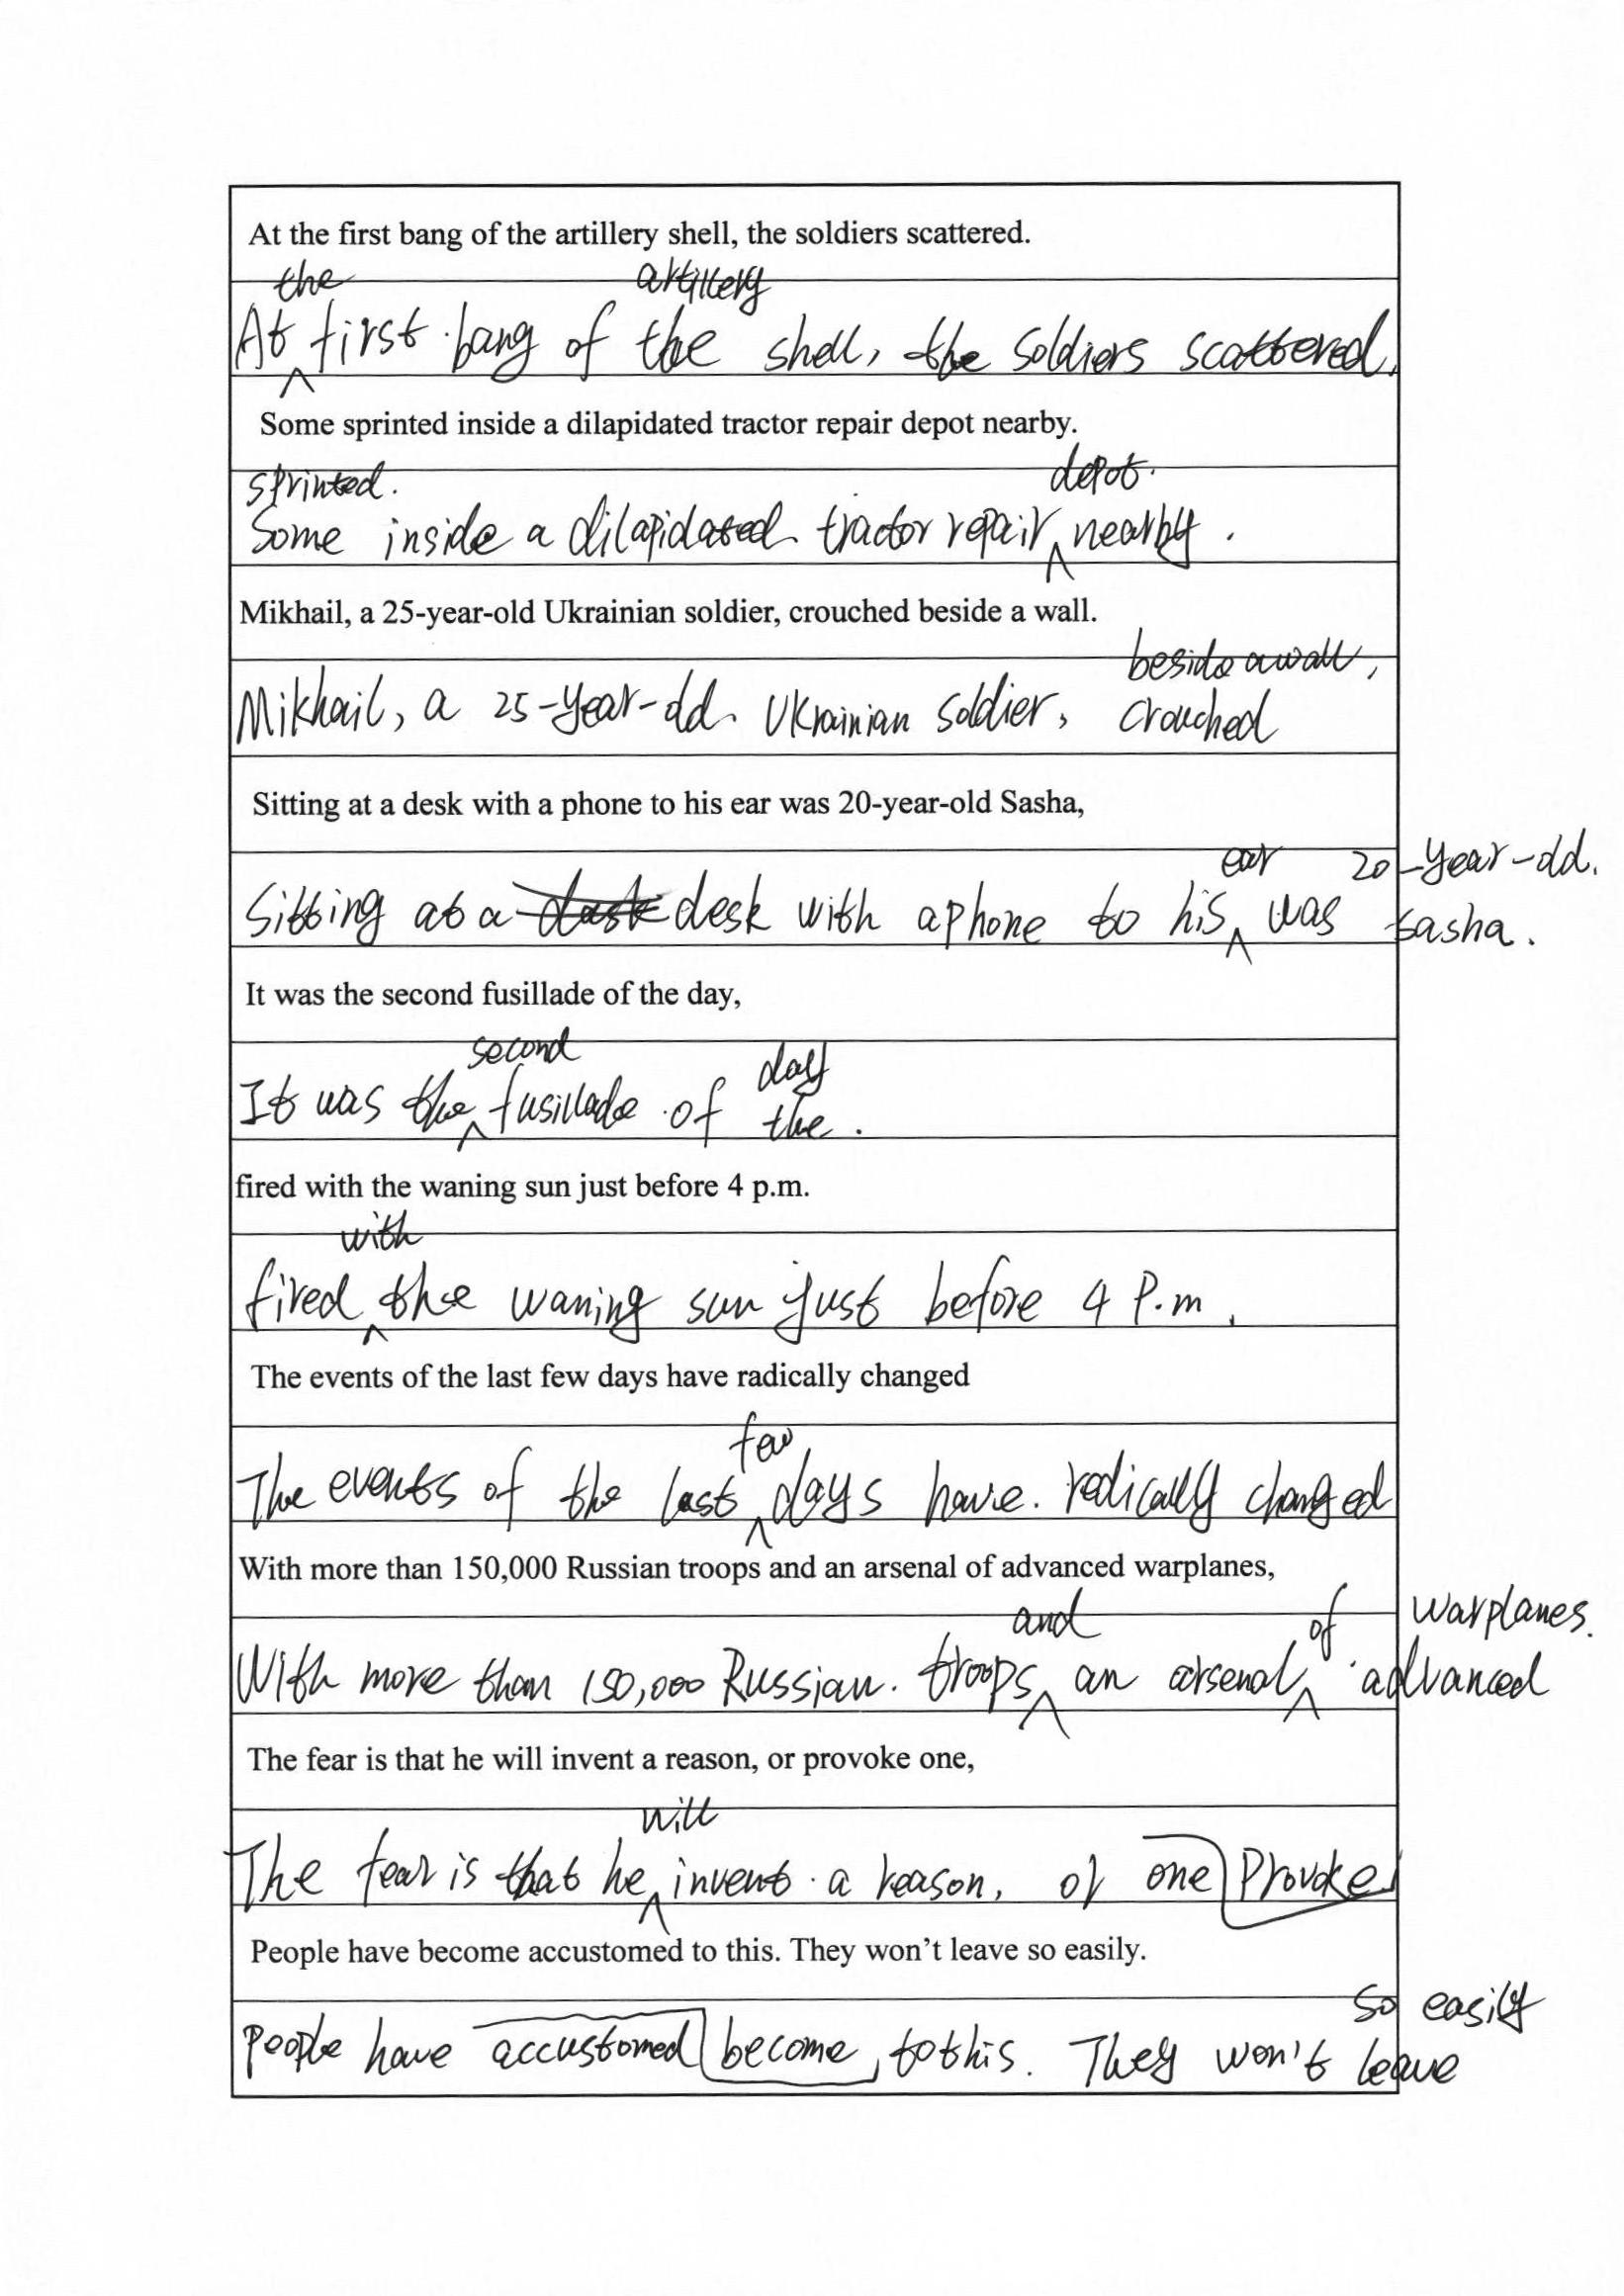 At the first bang of the artillery shell, the soldiers scattered.
At the first bang of the artillery shell, the soldiers scattered.
Some sprinted inside a dilapidated tractor repair depot nearby.
Some sprinted inside a dilapidated tractor repair depot nearby.
Mikhail, a 25-year-old Ukrainian soldier, crouched beside a wall.
Mikhail, a 25-year-old Ukrainian soldier, crouched beside a wall,
Sitting at a desk with a phone to his ear was 20-year-old Sasha,
Sitting at a desk with a phone to his ear was 20-year-old Sasha.
It was the second fusillade of the day,
It was the second fusillade of the day.
fired with the waning sun just before 4 p.m.
fired with the waning sun just before 4 P.m.
The events of the last few days have radically changed
The events of the last few days have radically changed
With more than 150,000 Russian troops and an arsenal of advanced warplanes,
With more than 150,000 Russian. troops and an arsenal of advanced warplanes.
The fear is that he will invent a reason, or provoke one,
The fear is that he will invent a reason, or Provoke one
People have become accustomed to this. They won't leave so easily.
People have become accustomed to this. They won't leave so easily